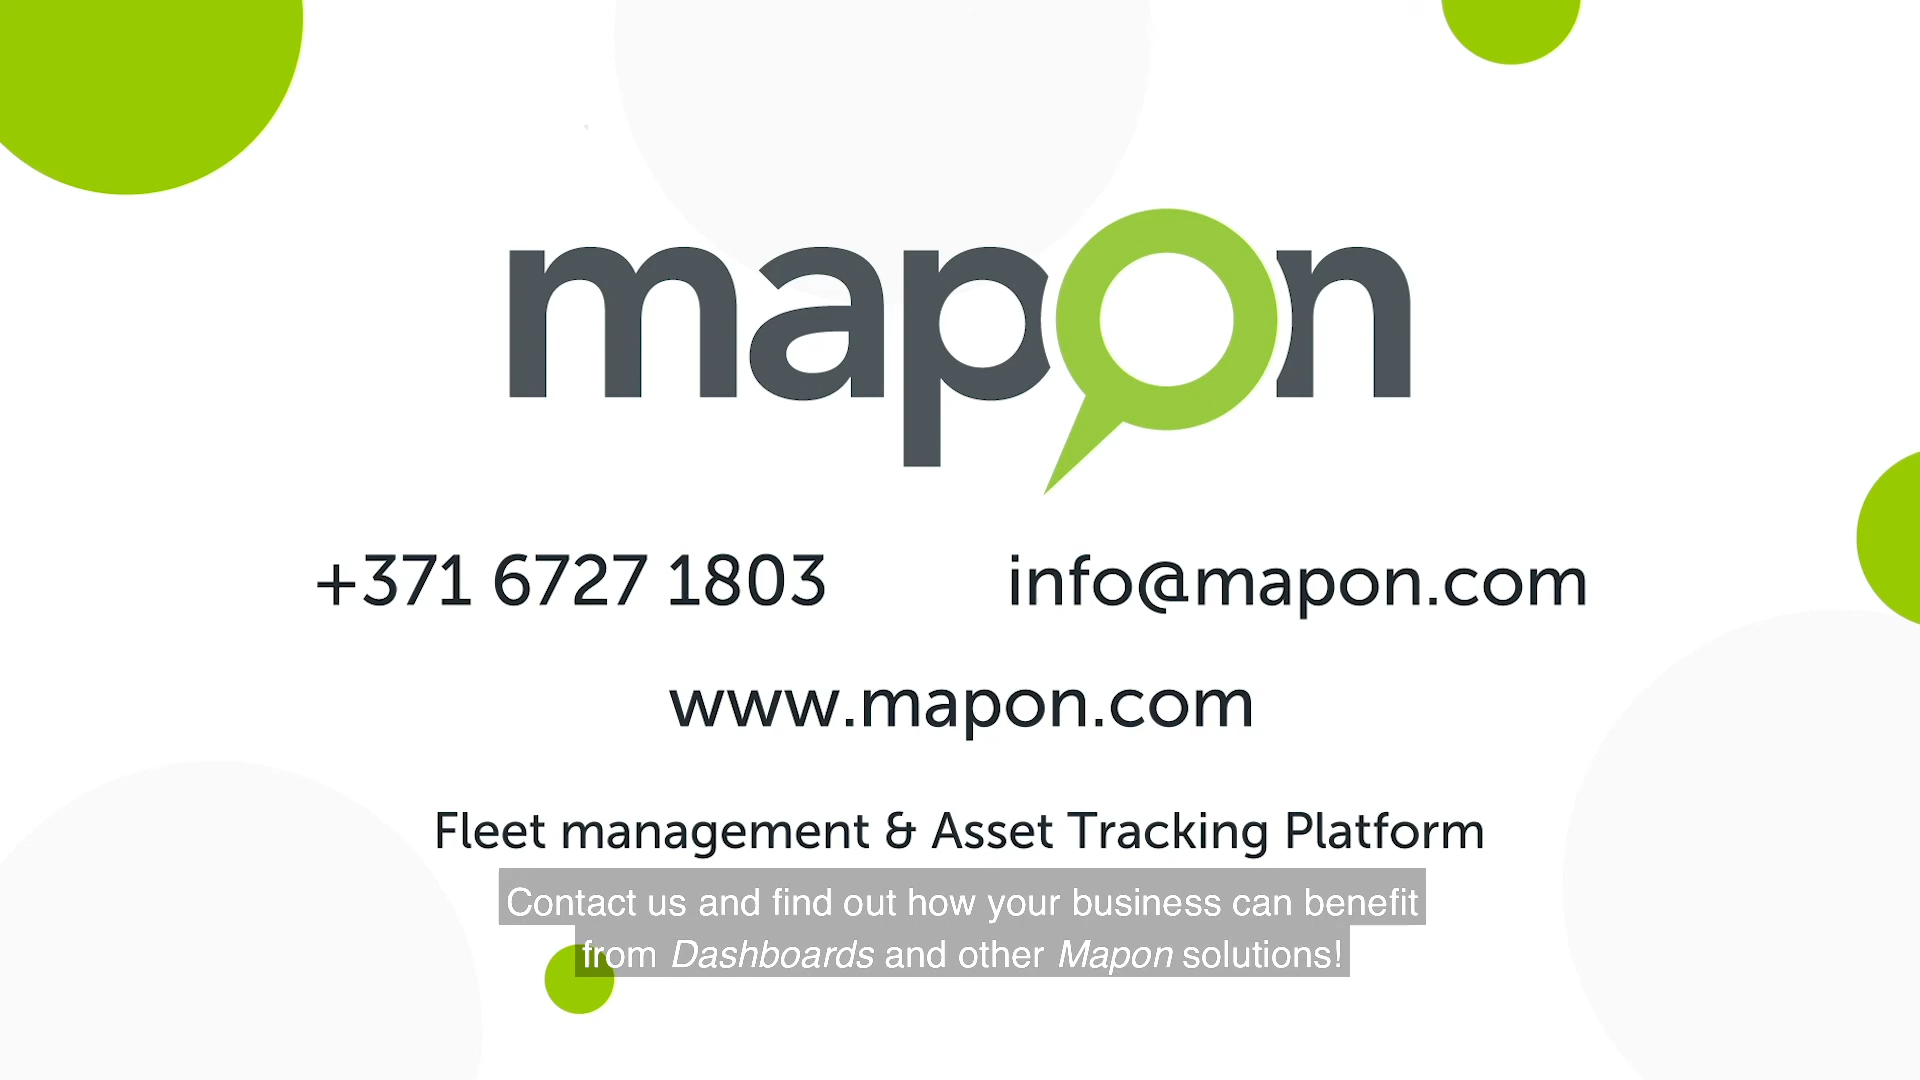 mapon
+371 6727 1803
info@mapon.com
www.mapon.com
Fleet management & Asset Tracking Platform
Contact us and find out how your business can benefit
from Dashboards and other Mapon solutions!